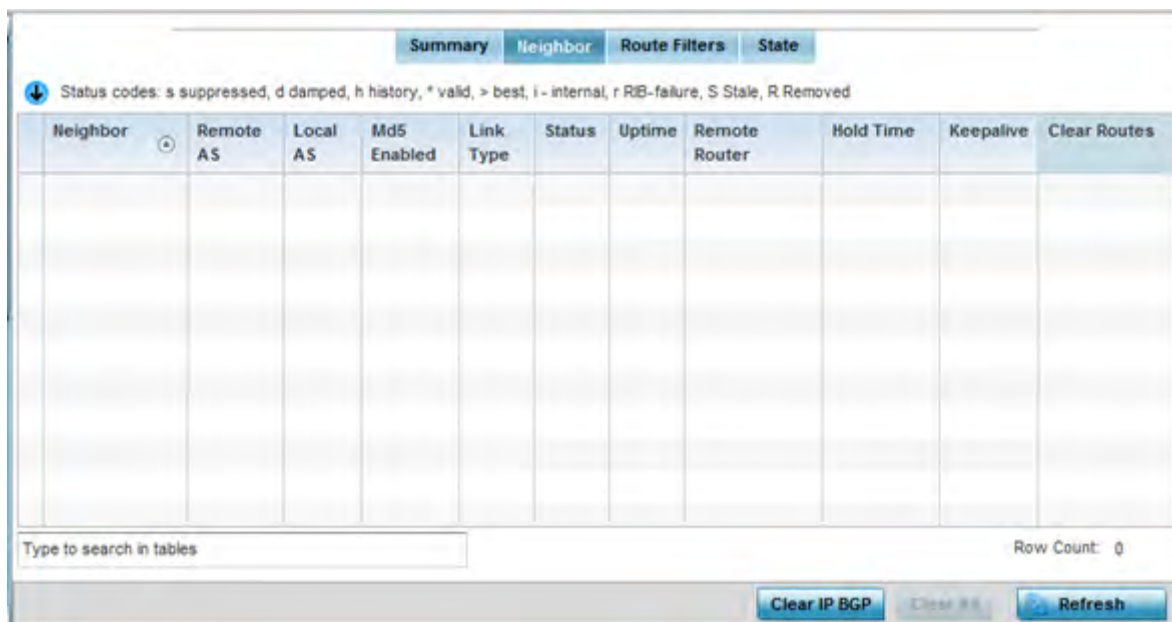 Summary Neighbor Route Filters State
Status codes: s suppressed, d damped, h history, * valid, > best, i - internal, r RIB-failure, S Stale, R Removed
Neighbor Remote AS Local AS Md5 Enabled Link Type Status Uptime Remote Router Hold Time Keepalive Clear Routes
Type to search in tables Row Count: 0
Clear IP BGP Clear All Refresh